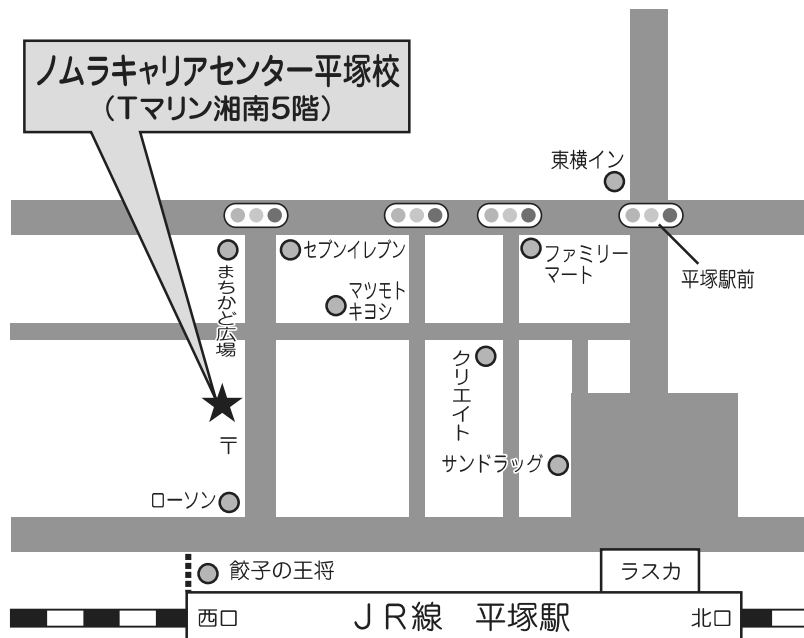 ノムラキャリアセンター平塚校
（Tマリン湘南5階）
東横イン
セブンイレブン
ファミリー
マート
平塚駅前
まちかど広場
マツモト
キヨシ
クリエイト
〒
サンドラッグ
ローソン
餃子の王将
ラスカ
西口
JR線 平塚駅
北口